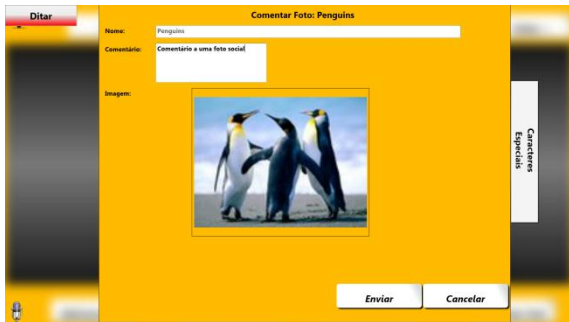 Ditar
Comentar Foto: Penguins
Nome:
Penguins
Comentário:
Comentário a uma foto social
Imagem:
Caracteres
Especiais
Enviar
Cancelar